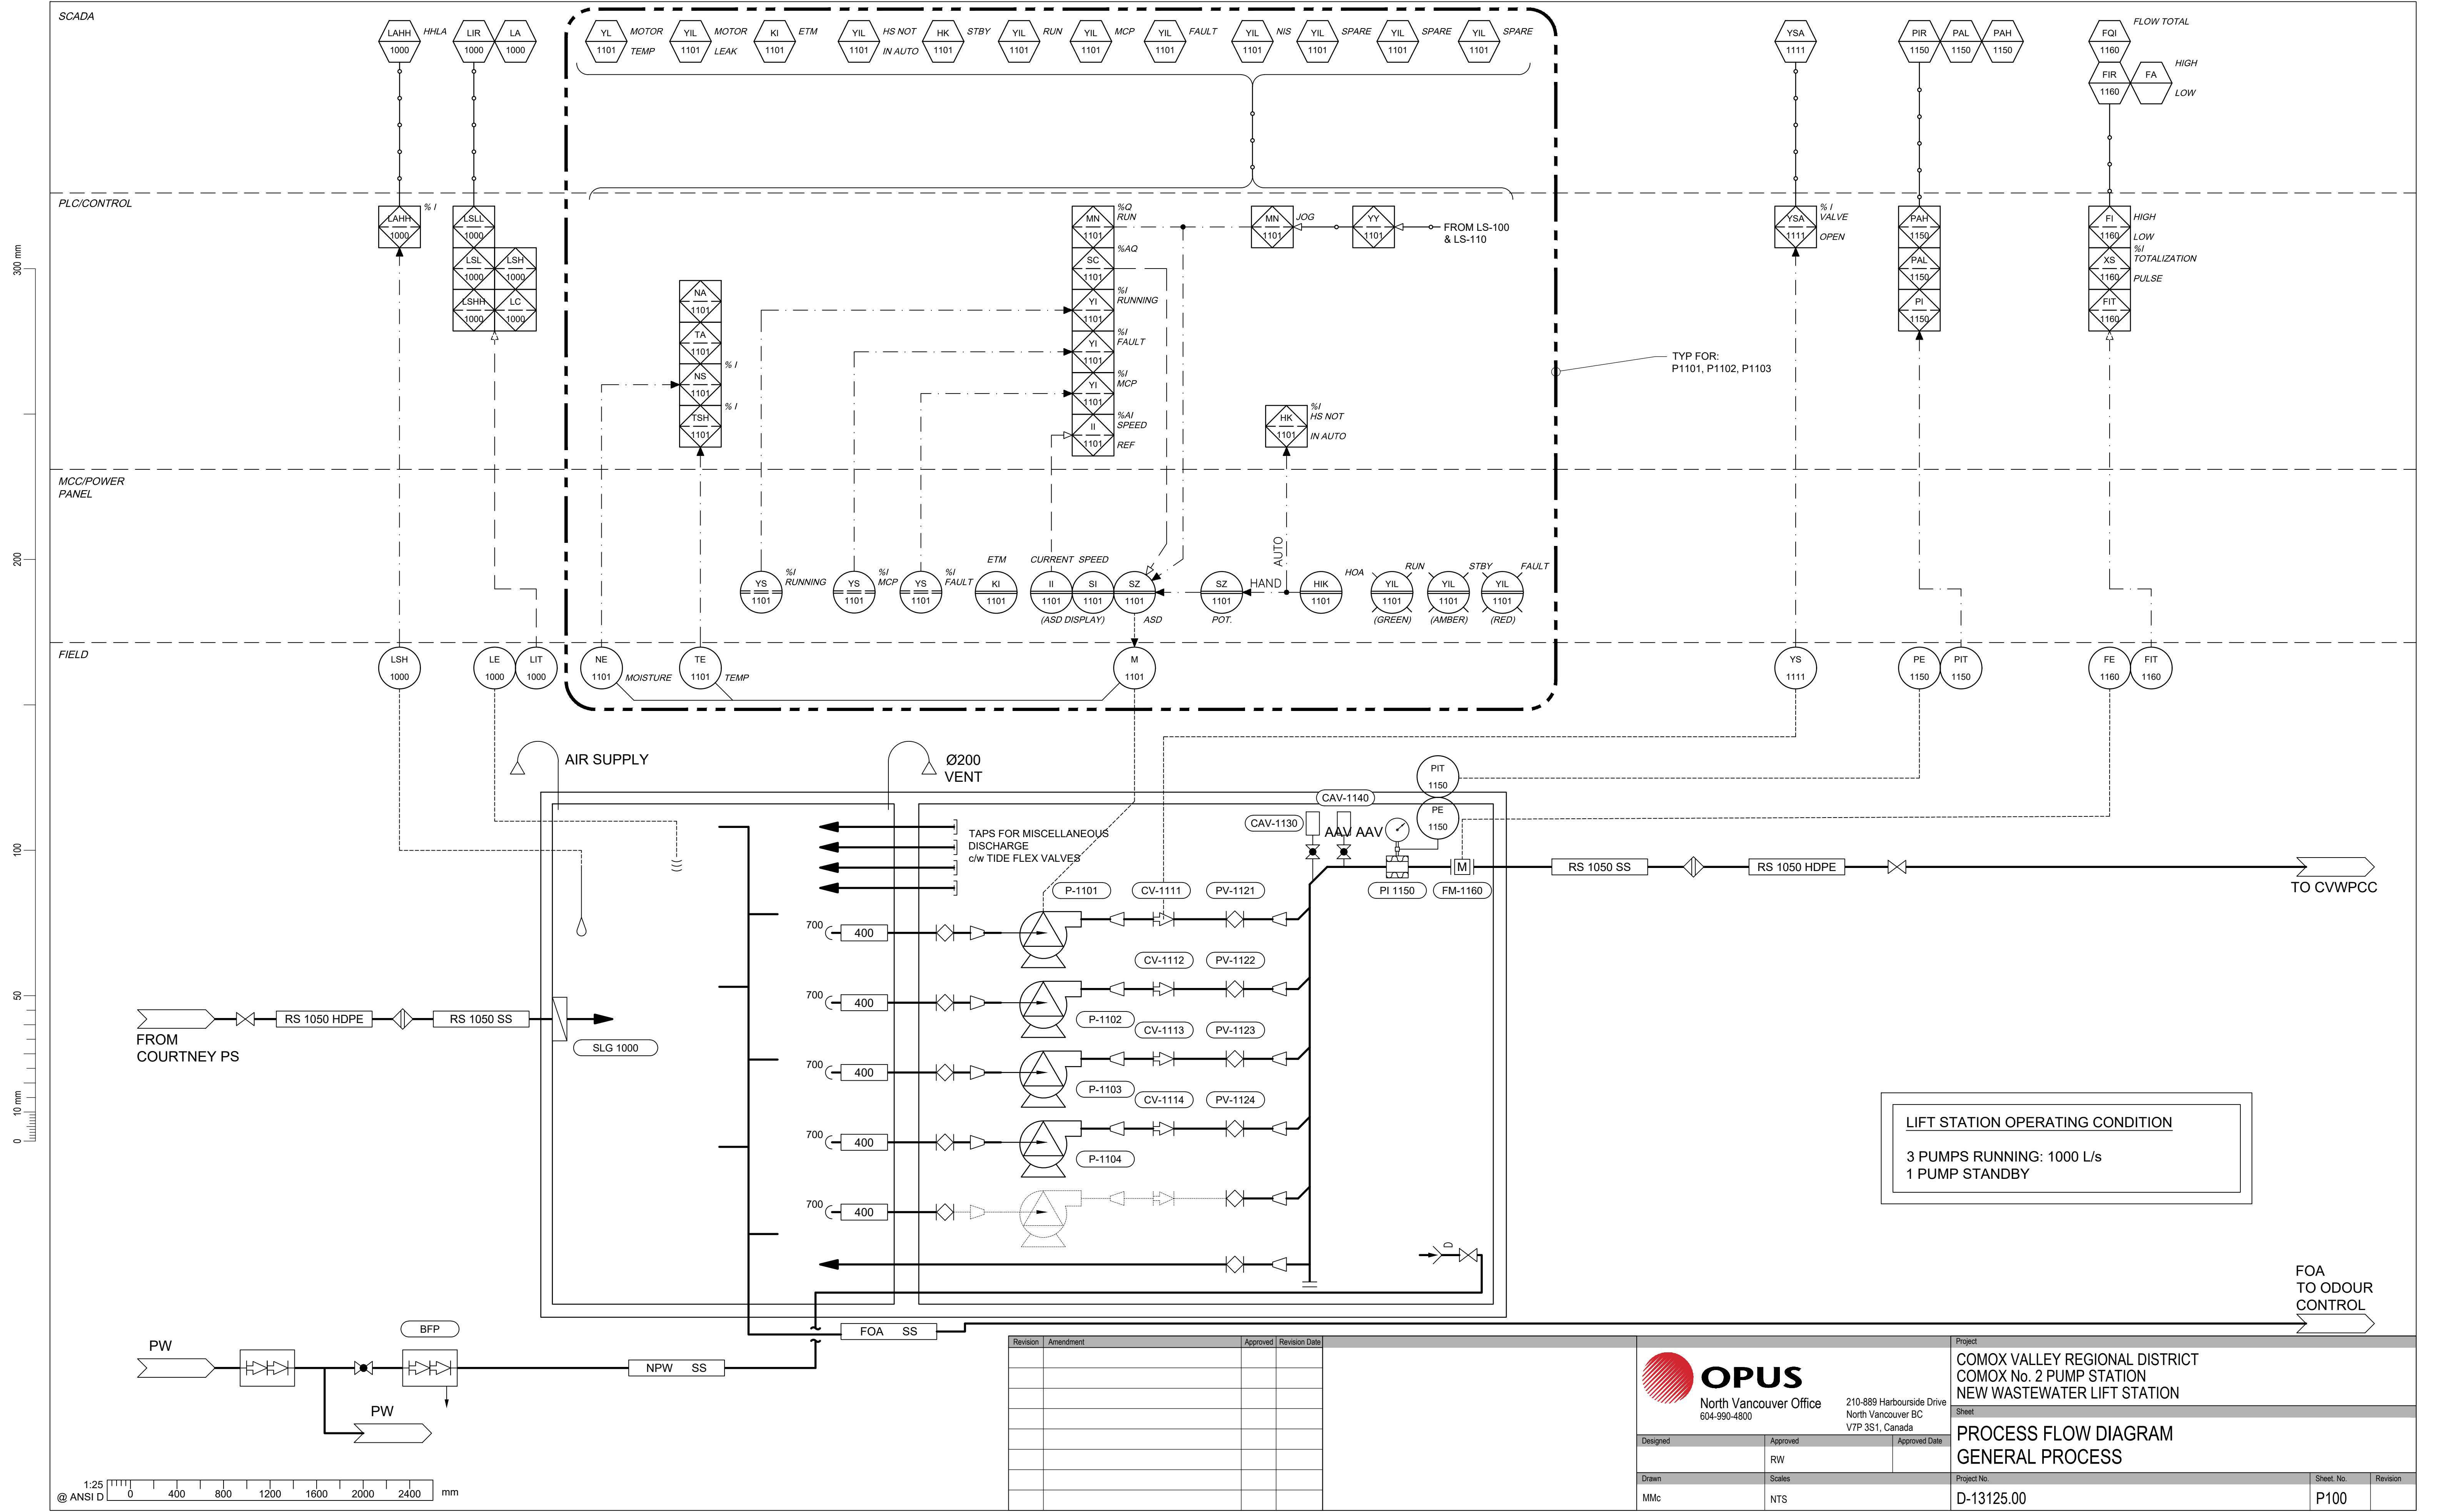 SCADA
LAHH
1000
HHLA
LIR
1000
LA
1000
YL
1101
MOTOR
TEMP
YIL
1101
MOTOR
LEAK
KI
1101
ETM
YIL
1101
HS NOT
IN AUTO
HK
1101
STBY
YIL
1101
RUN
YIL
1101
MCP
YIL
1101
FAULT
YIL
1101
NIS
YIL
1101
SPARE
YIL
1101
SPARE
YIL
1101
SPARE
YSA
1111
PIR
1150
PAL
1150
PAH
1150
FQI
1160
FLOW TOTAL
FIR
1160
FA
HIGH
LOW
PLC/CONTROL
LAHH
1000
% I
LSLL
1000
LSL
1000
LSH
1000
LSHH
1000
LC
1000
NA
1101
TA
1101
% I
NS
1101
% I
TSH
1101
MN
1101
%Q
RUN
SC
1101
%AQ
YI
1101
%I
RUNNING
YI
1101
%I
FAULT
YI
1101
%I
MCP
II
1101
%AI
SPEED
REF
MN
1101
JOG
YY
1101
FROM LS-100
& LS-110
HK
1101
%I
HS NOT
IN AUTO
TYP FOR:
P1101, P1102, P1103
YSA
1111
% I
VALVE
OPEN
PAH
1150
PAL
1150
PI
1150
FI
1160
HIGH
LOW
XS
1160
%I
TOTALIZATION
PULSE
FIT
1160
MCC/POWER
PANEL
YS
1101
%I
RUNNING
YS
1101
%I
MCP
YS
1101
%I
FAULT
ETM
KI
1101
CURRENT
SPEED
II
1101
SI
1101
SZ
1101
(ASD DISPLAY)
ASD
SZ
1101
POT.
HAND
AUTO
HIK
1101
HOA
YIL
1101
RUN
(GREEN)
YIL
1101
STBY
(AMBER)
YIL
1101
FAULT
(RED)
FIELD
LSH
1000
LE
1000
LIT
1000
NE
1101
MOISTURE
TE
1101
TEMP
M
1101
YS
1111
PE
1150
PIT
1150
FE
1160
FIT
1160
AIR SUPPLY
Ø200
VENT
PIT
1150
PE
1150
CAV-1140
CAV-1130
AAV AAV
TAPS FOR MISCELLANEOUS
DISCHARGE
c/w TIDE FLEX VALVES
M
RS 1050 SS
RS 1050 HDPE
TO CVWPCC
P-1101
CV-1111
PV-1121
PI 1150
FM-1160
700
400
CV-1112
PV-1122
700
400
P-1102
CV-1113
PV-1123
700
400
P-1103
CV-1114
PV-1124
700
400
P-1104
700
400
RS 1050 HDPE
RS 1050 SS
FROM
COURTNEY PS
SLG 1000
LIFT STATION OPERATING CONDITION
3 PUMPS RUNNING: 1000 L/s
1 PUMP STANDBY
FOA
TO ODOUR
CONTROL
FOA SS
BFP
PW
NPW SS
PW
300 mm
200
100
50
10 mm
0
1:25
@ ANSI D
0 400 800 1200 1600 2000 2400 mm
Revision Amendment Approved Revision Date
OPUS
North Vancouver Office
604-990-4800
210-889 Harbourside Drive
North Vancouver BC
V7P 3S1, Canada
Designed
Approved
Approved Date
RW
Drawn
Scales
MMc
NTS
Project
COMOX VALLEY REGIONAL DISTRICT
COMOX No. 2 PUMP STATION
NEW WASTEWATER LIFT STATION
Sheet
PROCESS FLOW DIAGRAM
GENERAL PROCESS
Project No.
Sheet. No.
Revision
D-13125.00
P100